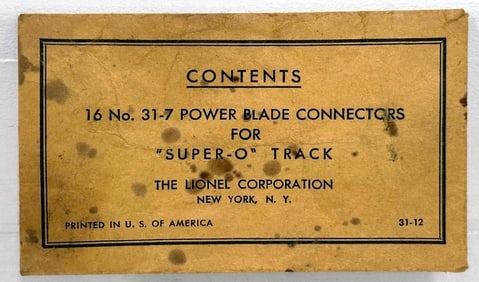 CONTENTS
16 No. 31-7 POWER BLADE CONNECTORS
FOR
"SUPER-O" TRACK
THE LIONEL CORPORATION
NEW YORK, N. Y.
PRINTED IN U. S. OF AMERICA 31-12